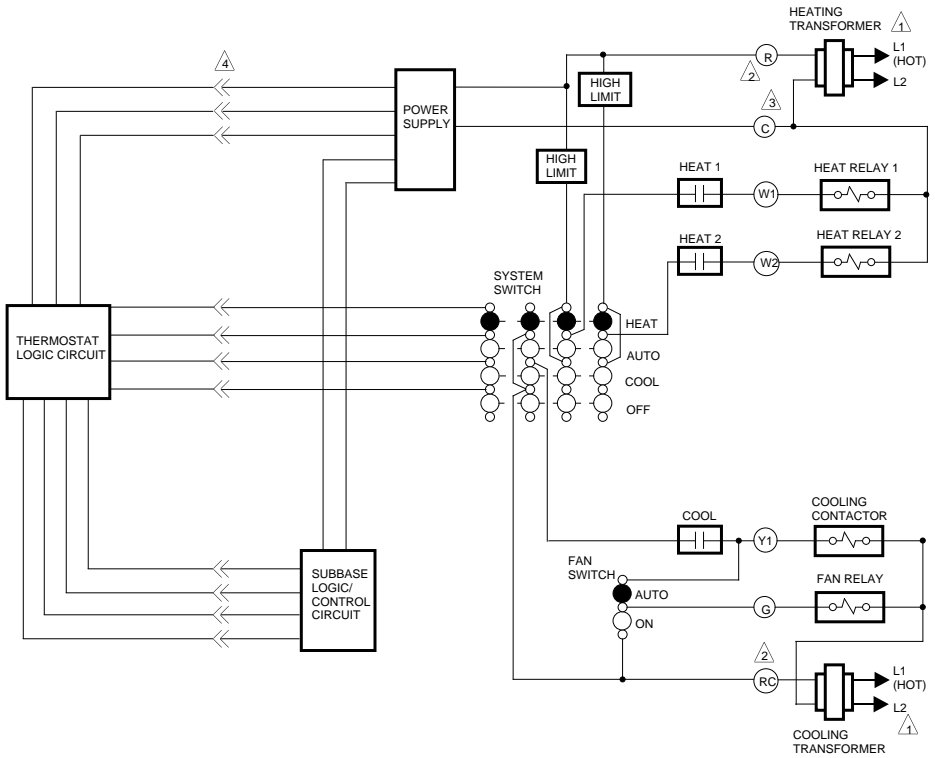 HEATING
TRANSFORMER
1
L1
(HOT)
L2
4
R
2
HIGH
LIMIT
POWER
SUPPLY
3
C
HIGH
LIMIT
HEAT 1
HEAT RELAY 1
W1
HEAT 2
HEAT RELAY 2
W2
SYSTEM
SWITCH
HEAT
THERMOSTAT
LOGIC CIRCUIT
AUTO
COOL
OFF
COOL
COOLING
CONTACTOR
Y1
FAN
SWITCH
AUTO
FAN RELAY
SUBBASE
LOGIC/
CONTROL
CIRCUIT
G
ON
2
RC
L1
(HOT)
L2
1
COOLING
TRANSFORMER